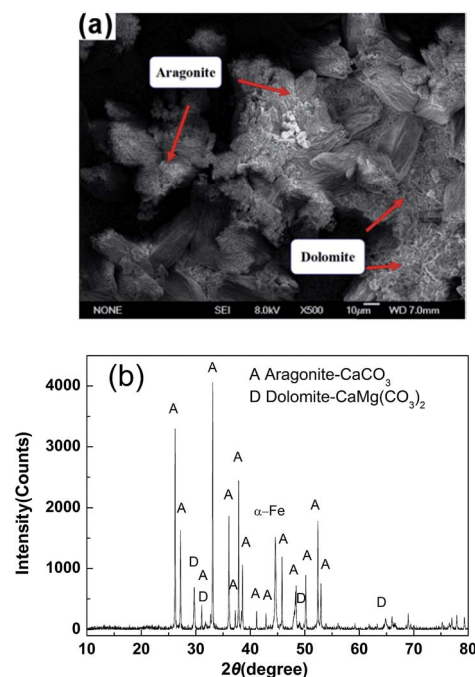 (a)
Aragonite
Dolomite
NONE SEI 8.0kV X500 10μm WD 7.0mm
(b)
A Aragonite-CaCO3
D Dolomite-CaMg(CO3)2
Intensity(Counts)
4000
3000
2000
1000
0
A
A
A
A
A
A
A
α-Fe
A
A
D
A
D
A
A
A
A
D
A
A
D
10 20 30 40 50 60 70 80
2θ(degree)